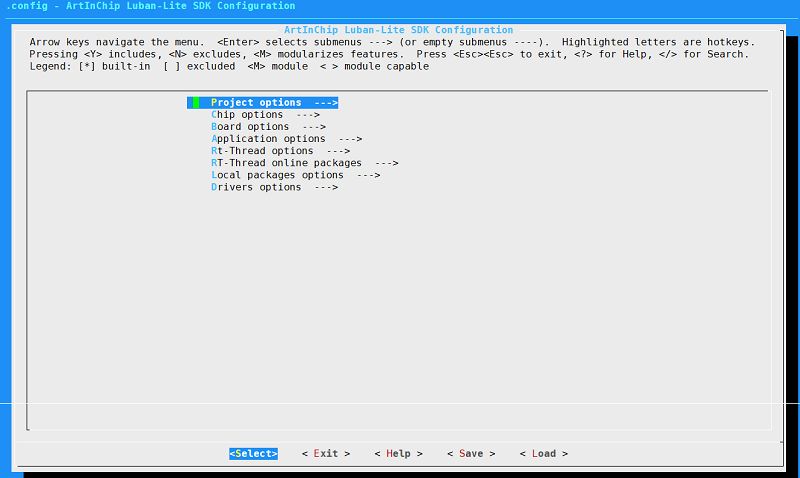 .config - ArtInChip Luban-Lite SDK Configuration
ArtInChip Luban-Lite SDK Configuration
Arrow keys navigate the menu.  <Enter> selects submenus ---> (or empty submenus ----).  Highlighted letters are hotkeys.
Pressing <Y> includes, <N> excludes, <M> modularizes features.  Press <Esc><Esc> to exit, <?> for Help, </> for Search.
Legend: [*] built-in  [ ] excluded  <M> module  < > module capable
Project options  --->
Chip options  --->
Board options  --->
Application options  --->
Rt-Thread options  --->
RT-Thread online packages  --->
Local packages options  --->
Drivers options  --->
<Select>    < Exit >    < Help >    < Save >    < Load >